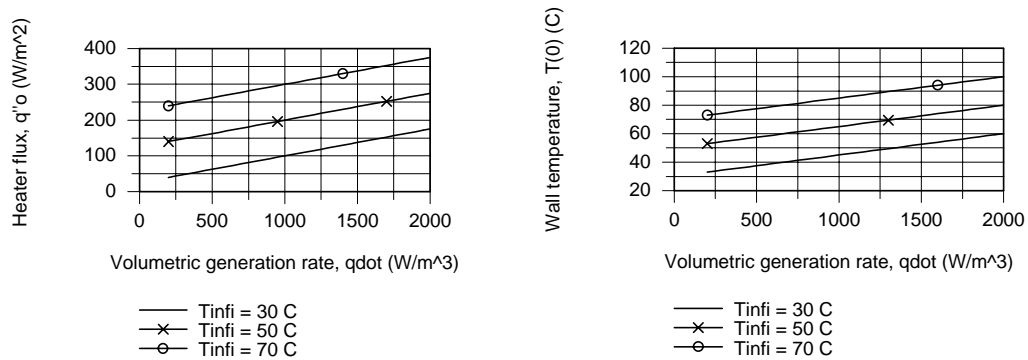 Heater flux, q''o (W/m^2)
400
300
200
100
0
0 500 1000 1500 2000
Volumetric generation rate, qdot (W/m^3)
Tinfi = 30 C
Tinfi = 50 C
Tinfi = 70 C
Wall temperature, T(0) (C)
120
100
80
60
40
20
0 500 1000 1500 2000
Volumetric generation rate, qdot (W/m^3)
Tinfi = 30 C
Tinfi = 50 C
Tinfi = 70 C